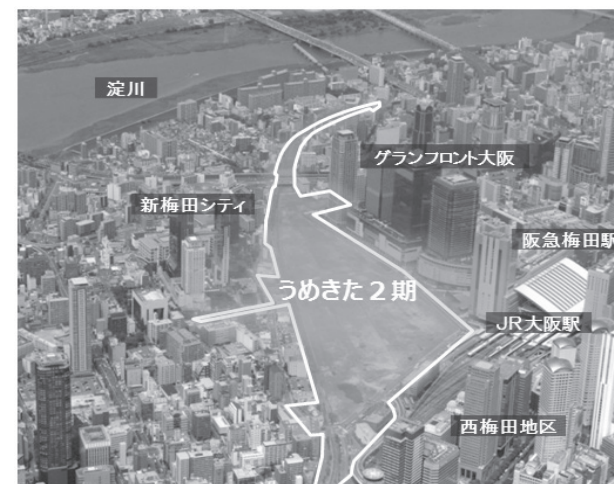 淀川
グランフロント大阪
新梅田シティ
阪急梅田駅
うめきた２期
JR大阪駅
西梅田地区